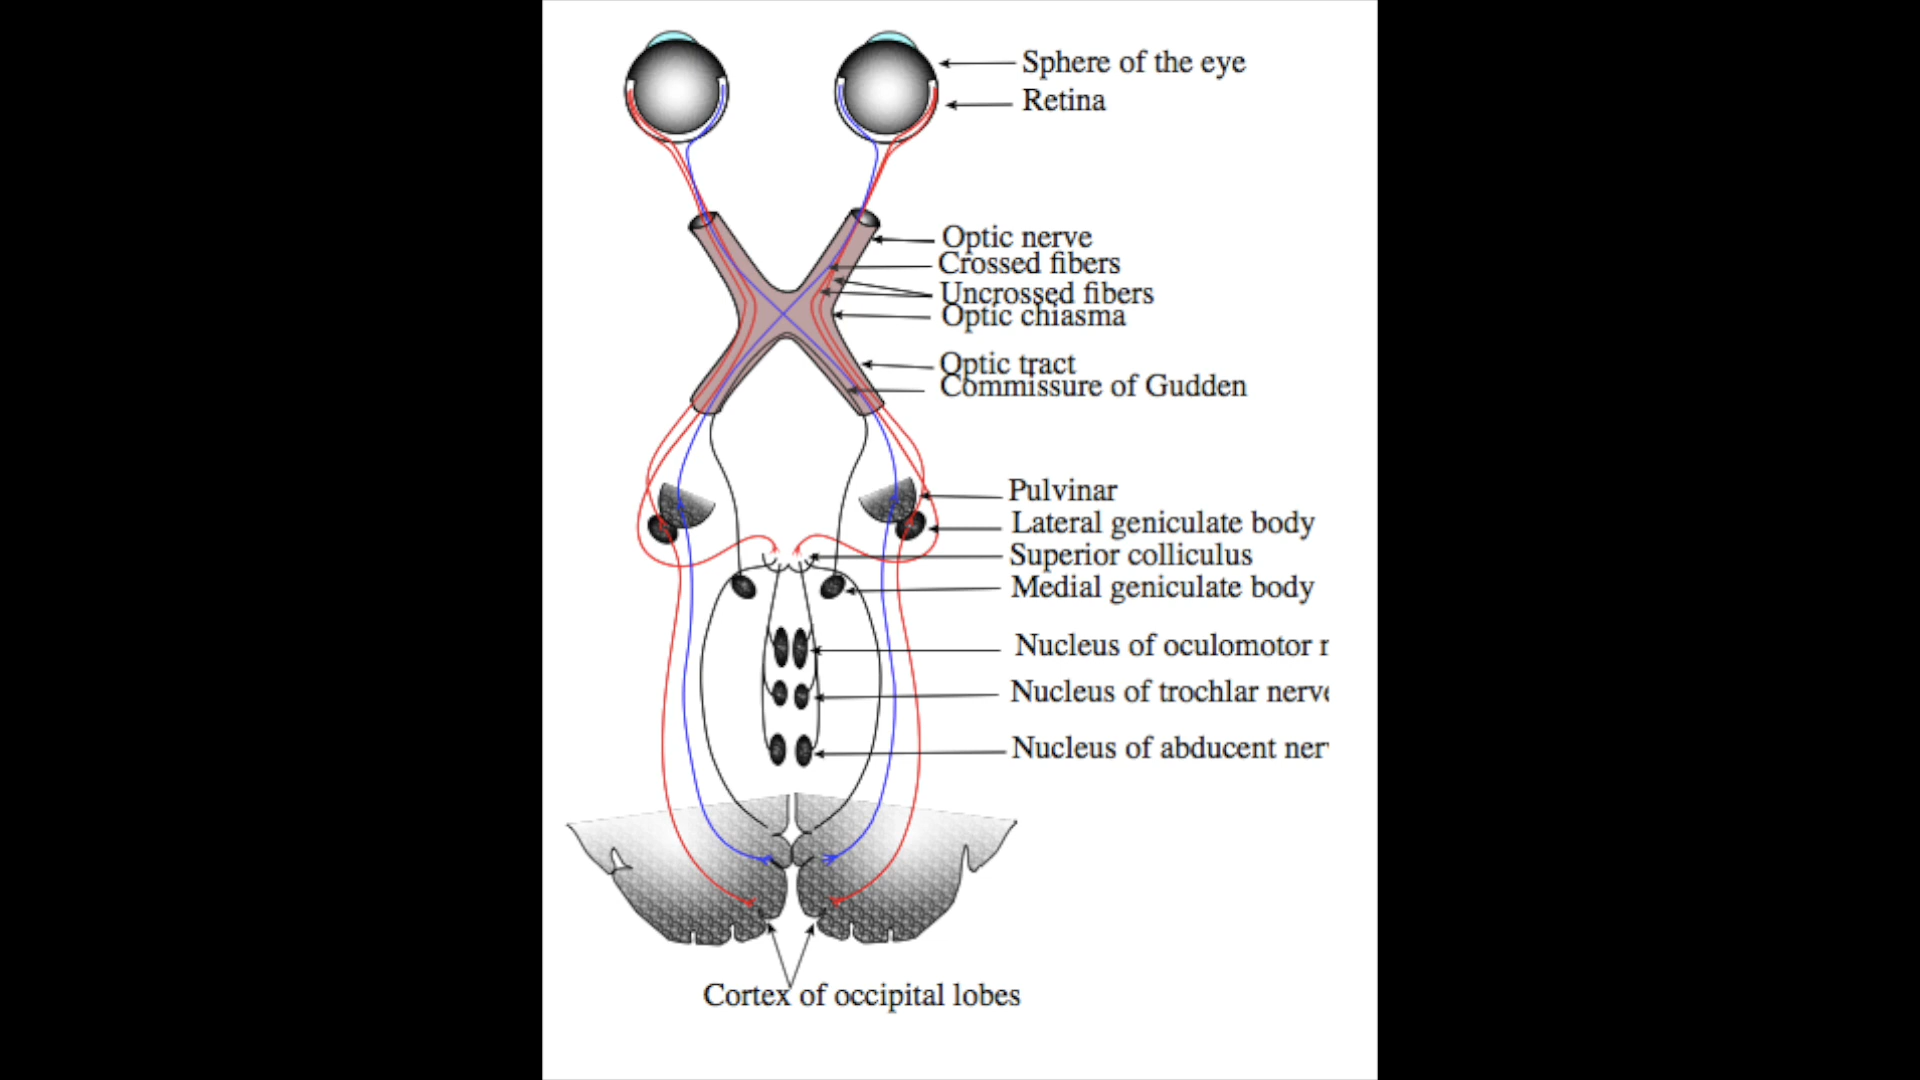 Sphere of the eye
Retina
Optic nerve
Crossed fibers
Uncrossed fibers
Optic chiasma
Optic tract
Commissure of Gudden
Pulvinar
Lateral geniculate body
Superior colliculus
Medial geniculate body
Nucleus of oculomotor
Nucleus of trochlar nerve
Nucleus of abducent
Cortex of occipital lobes